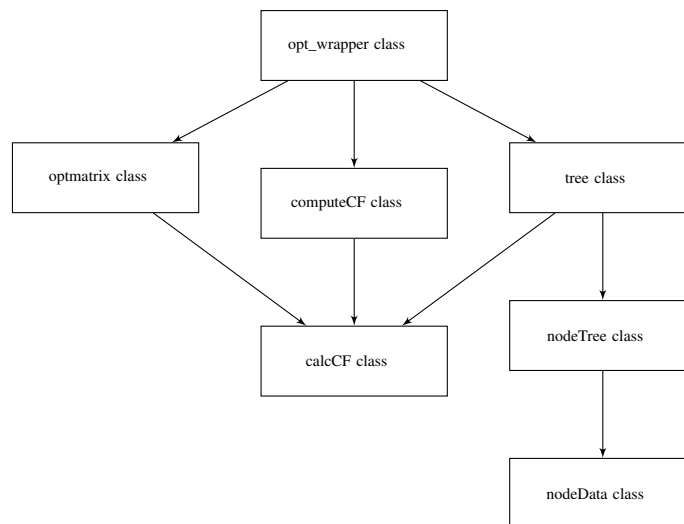 opt_wrapper class
optmatrix class
computeCF class
tree class
calcCF class
nodeTree class
nodeData class